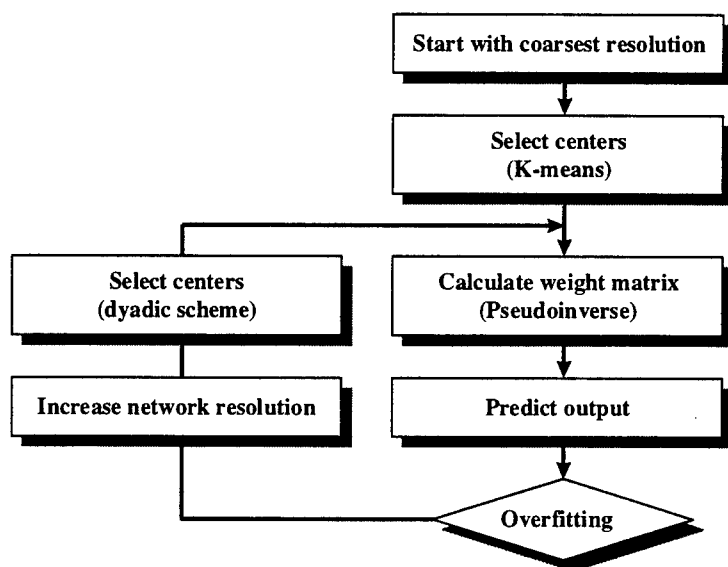 Start with coarsest resolution
Select centers
(K-means)
Select centers
(dyadic scheme)
Calculate weight matrix
(Pseudoinverse)
Increase network resolution
Predict output
Overfitting